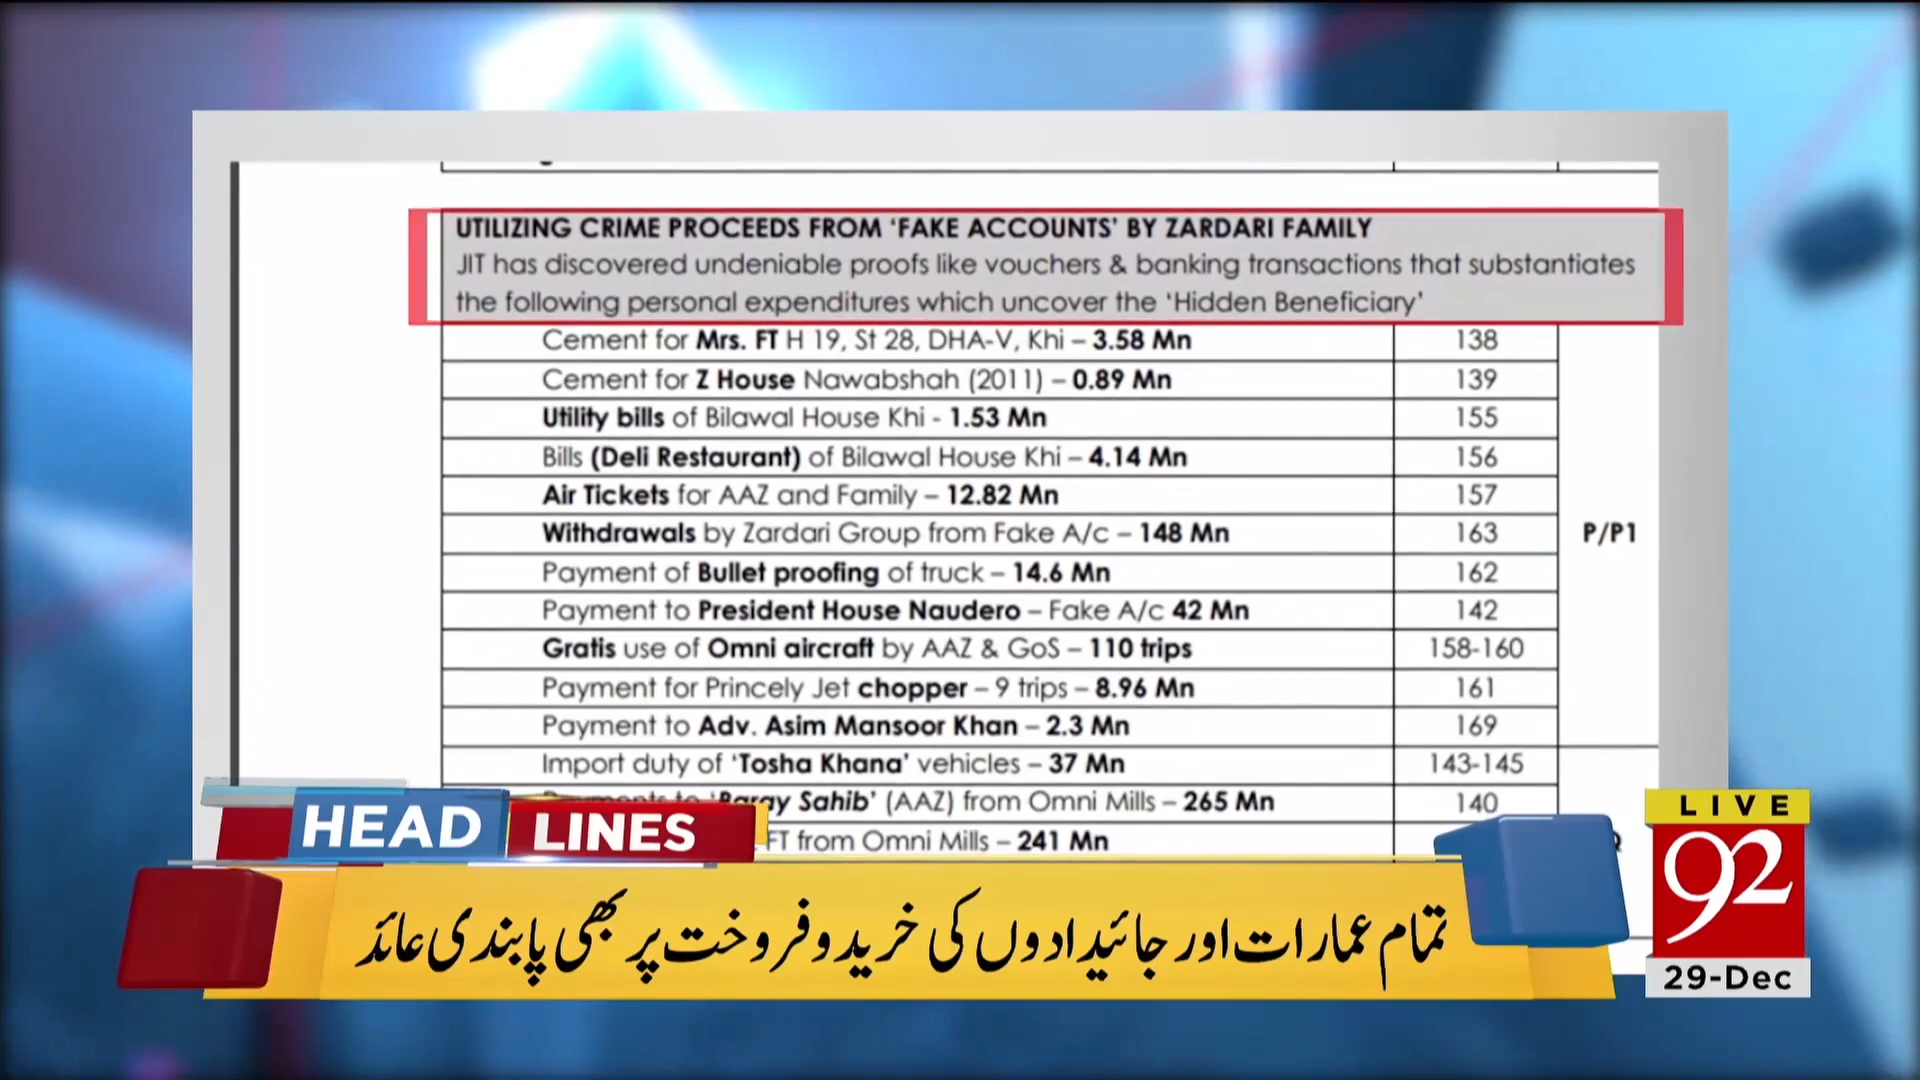 UTILIZING CRIME PROCEEDS FROM ‘FAKE ACCOUNTS’ BY ZARDARI FAMILY
JIT has discovered undeniable proofs like vouchers & banking transactions that substantiates
the following personal expenditures which uncover the ‘Hidden Beneficiary’
Cement for Mrs. FT H 19, St 28, DHA-V, Khi – 3.58 Mn 138
Cement for Z House Nawabshah (2011) – 0.89 Mn 139
Utility bills of Bilawal House Khi - 1.53 Mn 155
Bills (Deli Restaurant) of Bilawal House Khi – 4.14 Mn 156
Air Tickets for AAZ and Family – 12.82 Mn 157
Withdrawals by Zardari Group from Fake A/c – 148 Mn 163 P/P1
Payment of Bullet proofing of truck – 14.6 Mn 162
Payment to President House Naudero – Fake A/c 42 Mn 142
Gratis use of Omni aircraft by AAZ & GoS – 110 trips 158-160
Payment for Princely Jet chopper – 9 trips – 8.96 Mn 161
Payment to Adv. Asim Mansoor Khan – 2.3 Mn 169
Import duty of ‘Tosha Khana’ vehicles – 37 Mn 143-145
Payments to ‘Baray Sahib’ (AAZ) from Omni Mills – 265 Mn 140
FT from Omni Mills – 241 Mn
HEAD LINES
تمام عمارات اور جائیدادوں کی خرید و فروخت پر بھی پابندی عائد
LIVE
92
29-Dec